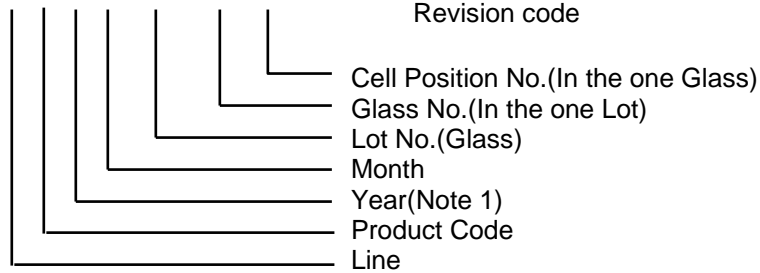 Revision code
Cell Position No.(In the one Glass)
Glass No.(In the one Lot)
Lot No.(Glass)
Month
Year(Note 1)
Product Code
Line